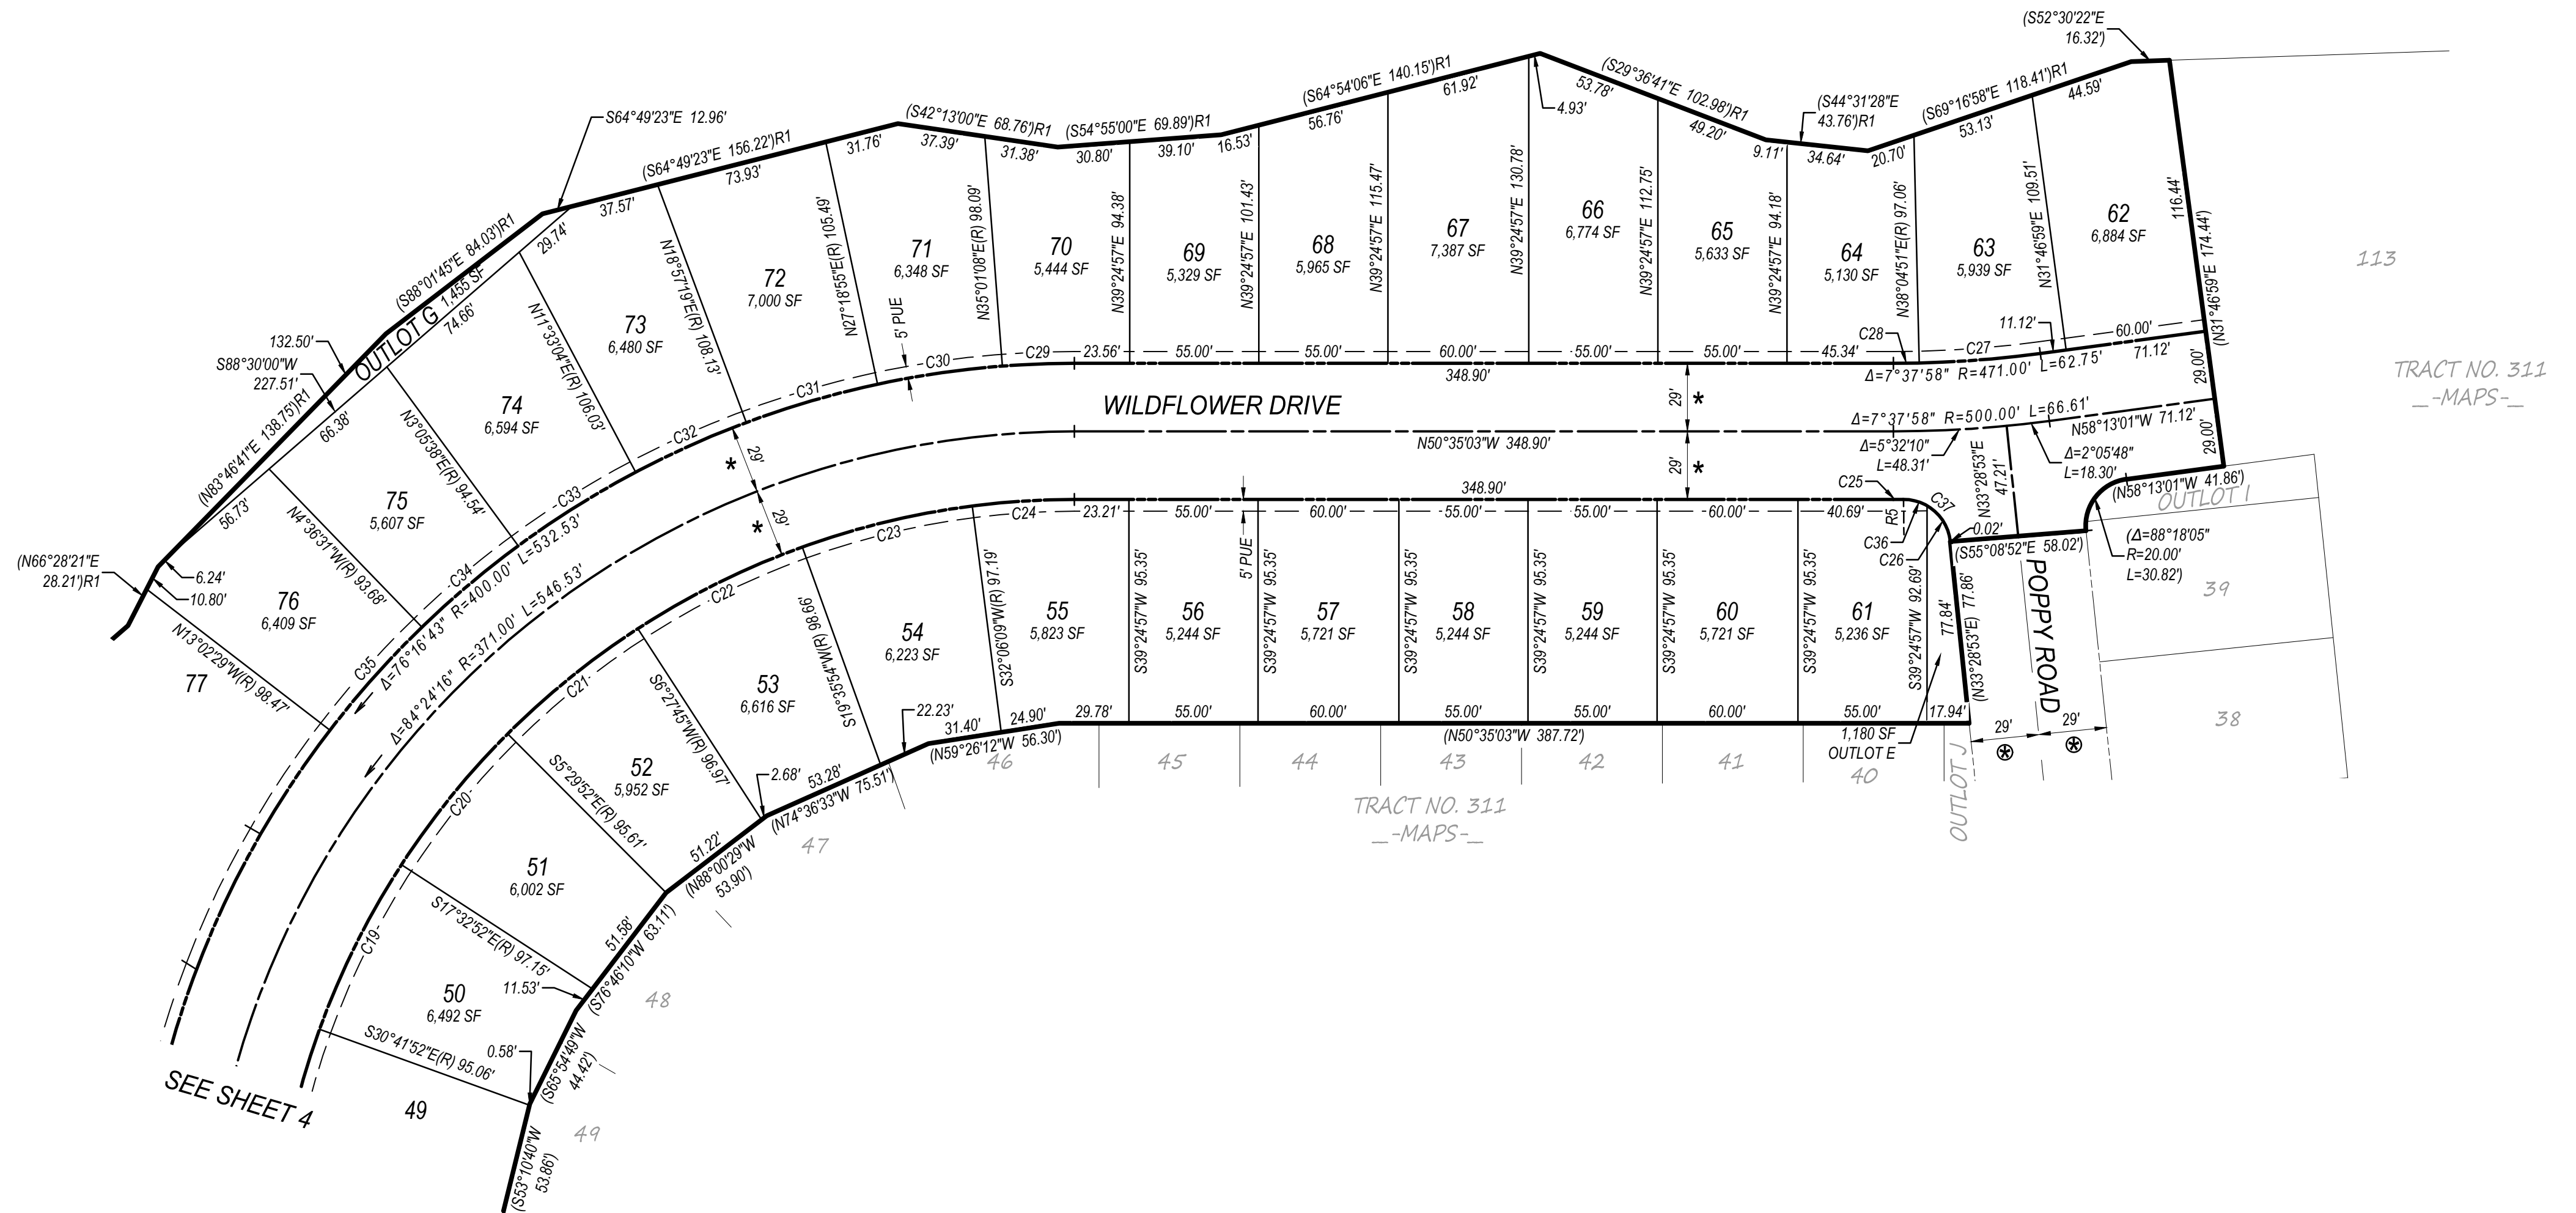 (S52°30'22"E
16.32')
(S69°16'58"E 118.41')R1
44.59'
53.13'
20.70'
(S44°31'28"E
43.76')R1
34.64'
9.11'
(S29°36'41"E 102.98')R1
53.78'
49.20'
4.93'
(S64°54'06"E 140.15')R1
61.92'
56.76'
16.53'
(S54°55'00"E 69.89')R1
39.10'
30.80'
(S42°13'00"E 68.76')R1
37.39'
31.38'
S64°49'23"E 12.96'
(S64°49'23"E 156.22')R1
31.76'
73.93'
37.57'
(S88°01'45"E 84.03')R1
29.74'
OUTLOT G 1,455 SF
74.66'
132.50'
S88°30'00"W
227.51'
66.38'
(N83°46'41"E 138.75')R1
56.73'
(N66°28'21"E
28.21')R1
6.24'
10.80'
N13°02'29"W(R) 98.47'
77
76
6,409 SF
N4°36'31"W(R) 93.68'
75
5,607 SF
N3°05'38"E(R) 94.54'
74
6,594 SF
N11°33'04"E(R) 106.03'
73
6,480 SF
N18°57'19"E(R) 108.13'
72
7,000 SF
N27°18'55"E(R) 105.49'
71
6,348 SF
5' PUE
N35°01'08"E(R) 98.09'
70
5,444 SF
N39°24'57"E 94.38'
69
5,329 SF
N39°24'57"E 101.43'
68
5,965 SF
N39°24'57"E 115.47'
67
7,387 SF
N39°24'57"E 130.78'
66
6,774 SF
N39°24'57"E 112.75'
65
5,633 SF
N39°24'57"E 94.18'
64
5,130 SF
N38°04'51"E(R) 97.06'
63
5,939 SF
N31°46'59"E 109.51'
62
6,884 SF
116.44'
(N31°46'59"E 174.44')
113
TRACT NO. 311
__-MAPS-__
C35
C34
C33
C32
C31
C30
C29
23.56'
55.00'
55.00'
60.00'
55.00'
55.00'
45.34'
C28
C27
11.12'
60.00'
348.90'
Δ=7°37'58" R=471.00' L=62.75'
71.12'
29.00'
WILDFLOWER DRIVE
29'
*
Δ=7°37'58" R=500.00' L=66.61'
N58°13'01"W 71.12'
29.00'
N50°35'03"W 348.90'
Δ=5°32'10"
L=48.31'
N33°28'53"E
47.21'
Δ=2°05'48"
L=18.30'
29'
*
29'
*
29'
*
Δ=76°16'43" R=400.00' L=532.53'
Δ=84°24'16" R=371.00' L=546.53'
348.90'
C25
C37
R5
C36
C26
0.02'
(N58°13'01"W 41.86')
OUTLOT I
(S55°08'52"E 58.02')
(Δ=88°18'05"
R=20.00'
L=30.82')
39
38
POPPY ROAD
29'
29'
C19
C20
C21
C22
C23
C24
23.21'
55.00'
60.00'
55.00'
55.00'
60.00'
40.69'
5' PUE
54
6,223 SF
S32°06'09"W(R) 97.19'
55
5,823 SF
S39°24'57"W 95.35'
56
5,244 SF
S39°24'57"W 95.35'
57
5,721 SF
S39°24'57"W 95.35'
58
5,244 SF
S39°24'57"W 95.35'
59
5,244 SF
S39°24'57"W 95.35'
60
5,721 SF
S39°24'57"W 95.35'
61
5,236 SF
S39°24'57"W 92.69'
77.84'
(N33°28'53"E) 77.86'
29.78'
55.00'
60.00'
55.00'
55.00'
60.00'
55.00'
17.94'
(N50°35'03"W 387.72')
1,180 SF
OUTLOT E
OUTLOT J
46
45
44
43
42
41
40
TRACT NO. 311
__-MAPS-__
24.90'
31.40'
(N59°26'12"W 56.30')
22.23'
S19°35'54"W(R) 98.66'
53
6,616 SF
S6°27'45"W(R) 96.97'
53.28'
(N74°36'33"W 75.51')
2.68'
47
52
5,952 SF
S5°29'52"E(R) 95.61'
51.22'
(N88°00'29"W
53.90')
51
6,002 SF
S17°32'52"E(R) 97.15'
51.58'
(S76°46'10"W 63.11')
11.53'
48
50
6,492 SF
S30°41'52"E(R) 95.06'
0.58'
(S65°54'49"W
44.42')
49
49
(S53°10'40"W
53.86')
SEE SHEET 4